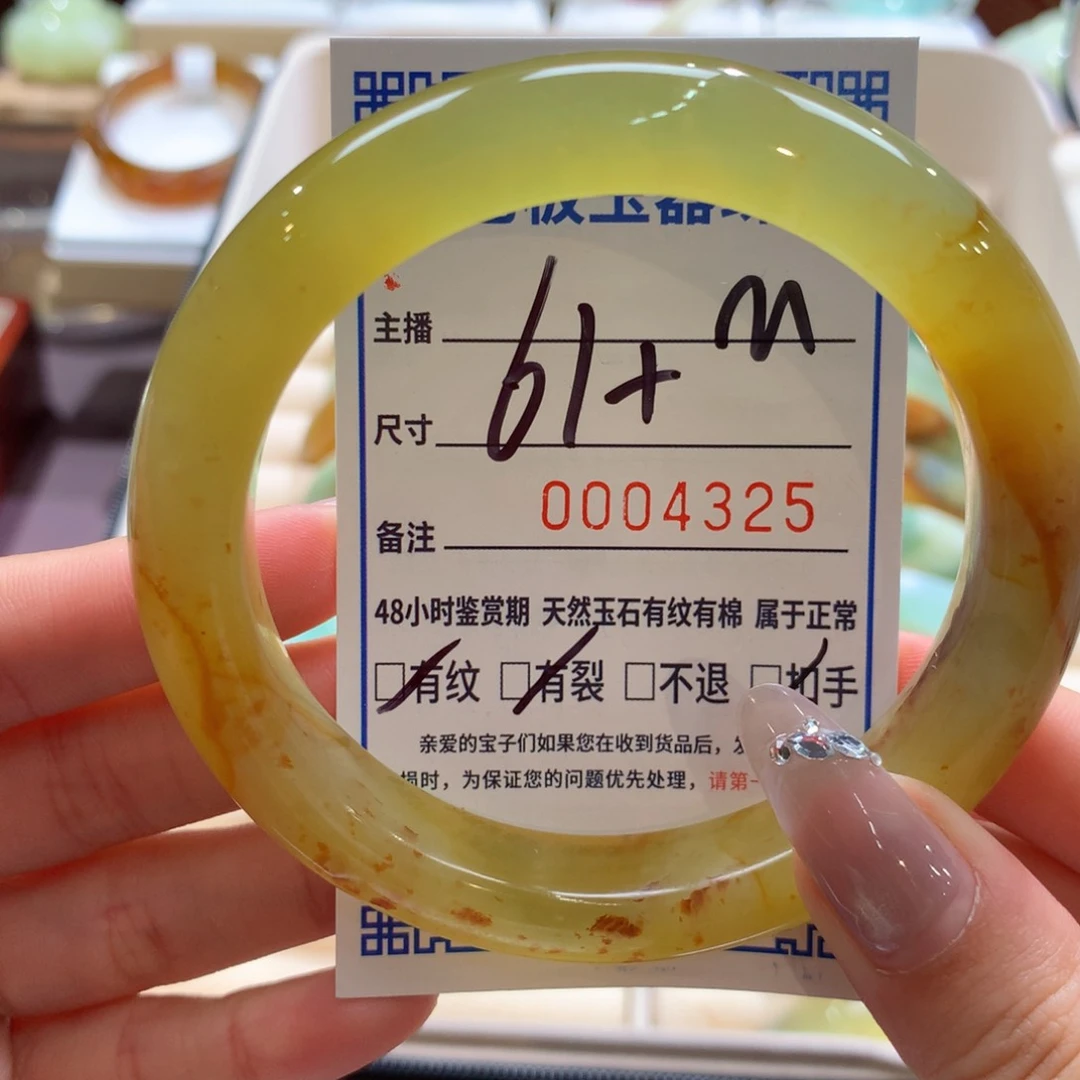 主播
61+ m
尺寸
0004325
备注
48小时鉴赏期 天然玉石有纹有棉 属于正常
□有纹 □有裂 □不退 □扣手
亲爱的宝子们如果您在收到货品后,
损时,为保证您的问题优先处理,请第一